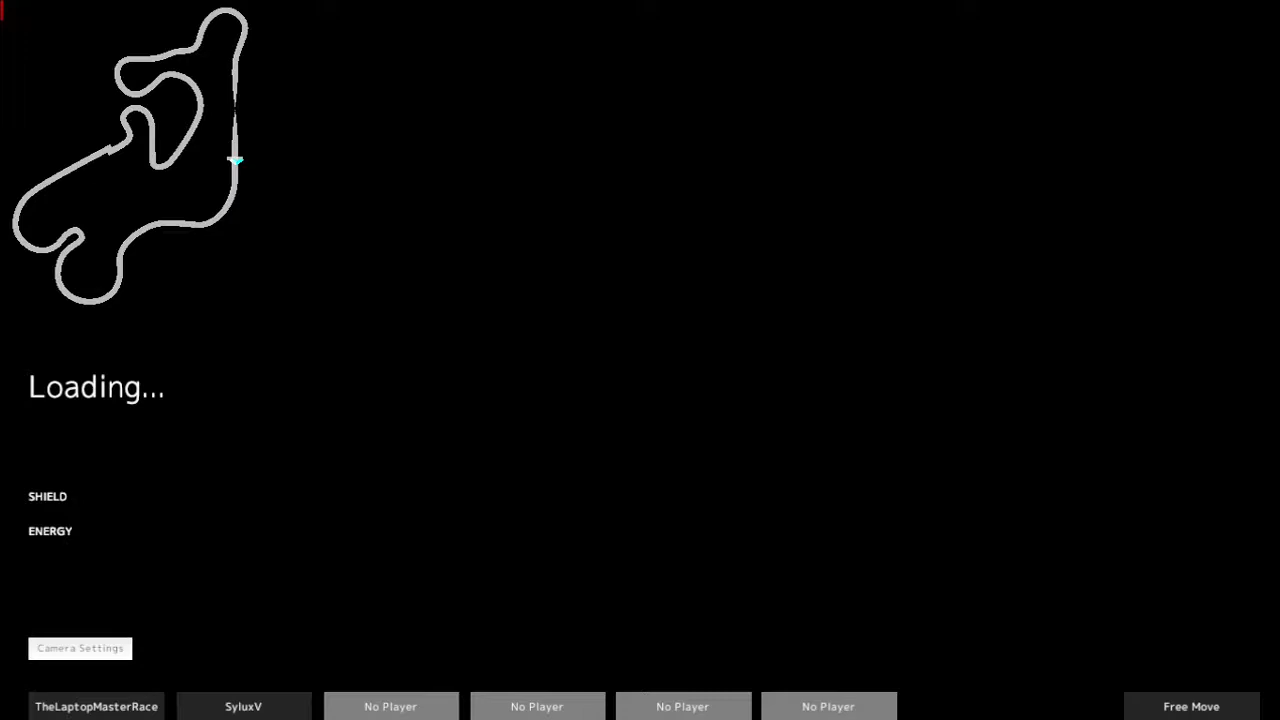 Loading...
SHIELD
ENERGY
Camera Settings
TheLaptopMasterRace
SyluxV
No Player
No Player
No Player
No Player
Free Move